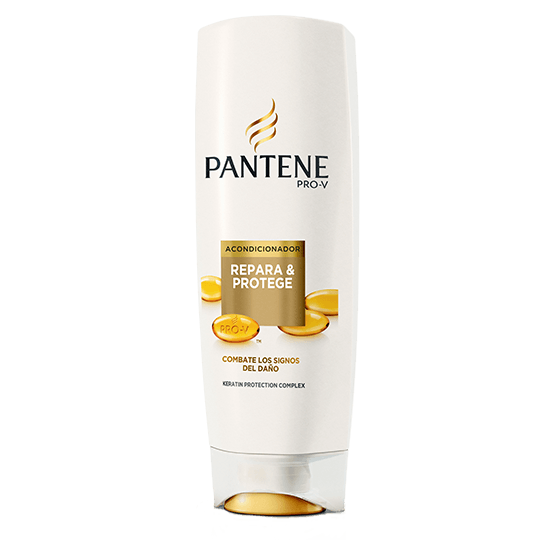 PANTENE
PRO-V
ACONDICIONADOR
REPARA &
PROTEGE
PRO-V
TM
COMBATE LOS SIGNOS
DEL DAÑO
KERATIN PROTECTION COMPLEX